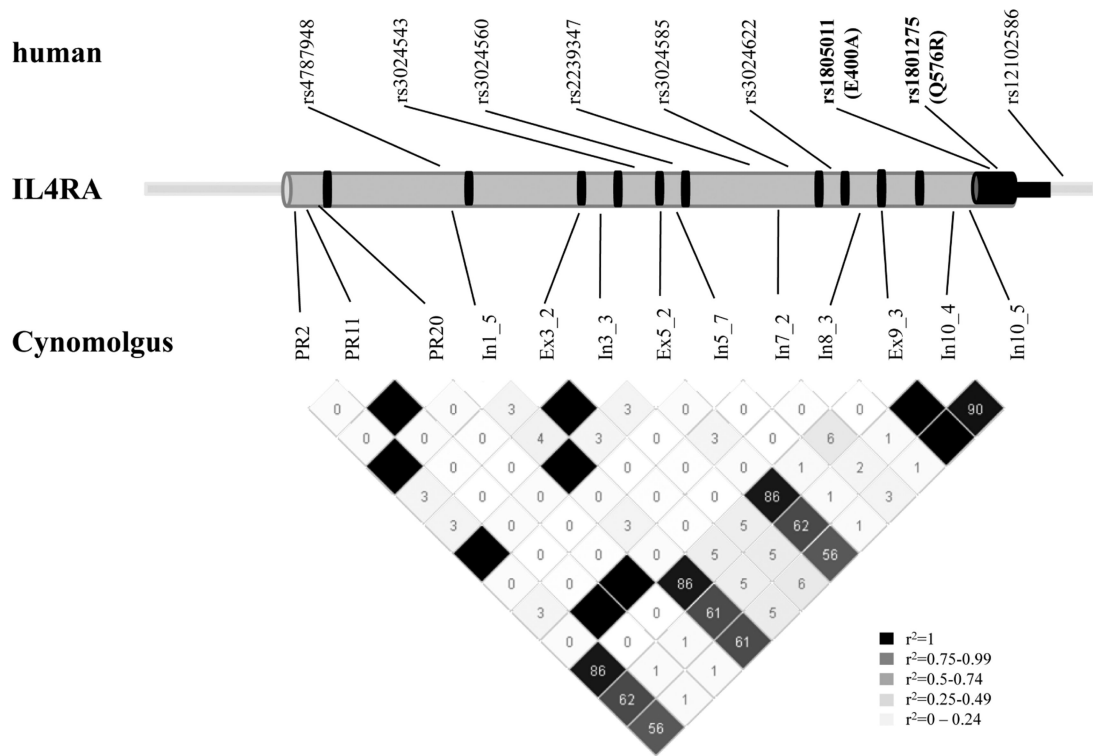 human
rs4787948
rs3024543
rs3024560
rs2239347
rs3024585
rs3024622
rs1805011
(E400A)
rs1801275
(Q576R)
rs12102586
IL4RA
Cynomolgus
PR2
PR11
PR20
In1_5
Ex3_2
In3_3
Ex5_2
In5_7
In7_2
In8_3
Ex9_3
In10_4
In10_5
0 0 3 3 0 0 0 0 90
0 0 0 4 3 0 3 0 6 1
0 0 0 0 0 1 2 1
3 0 0 0 0 0 86 1 3
3 0 0 3 0 5 62 1
0 0 0 5 5 56
0 0 86 5 6
3 0 61 5
0 0 1 61
86 1 1
62 1
56
r²=1
r²=0.75-0.99
r²=0.5-0.74
r²=0.25-0.49
r²=0 – 0.24